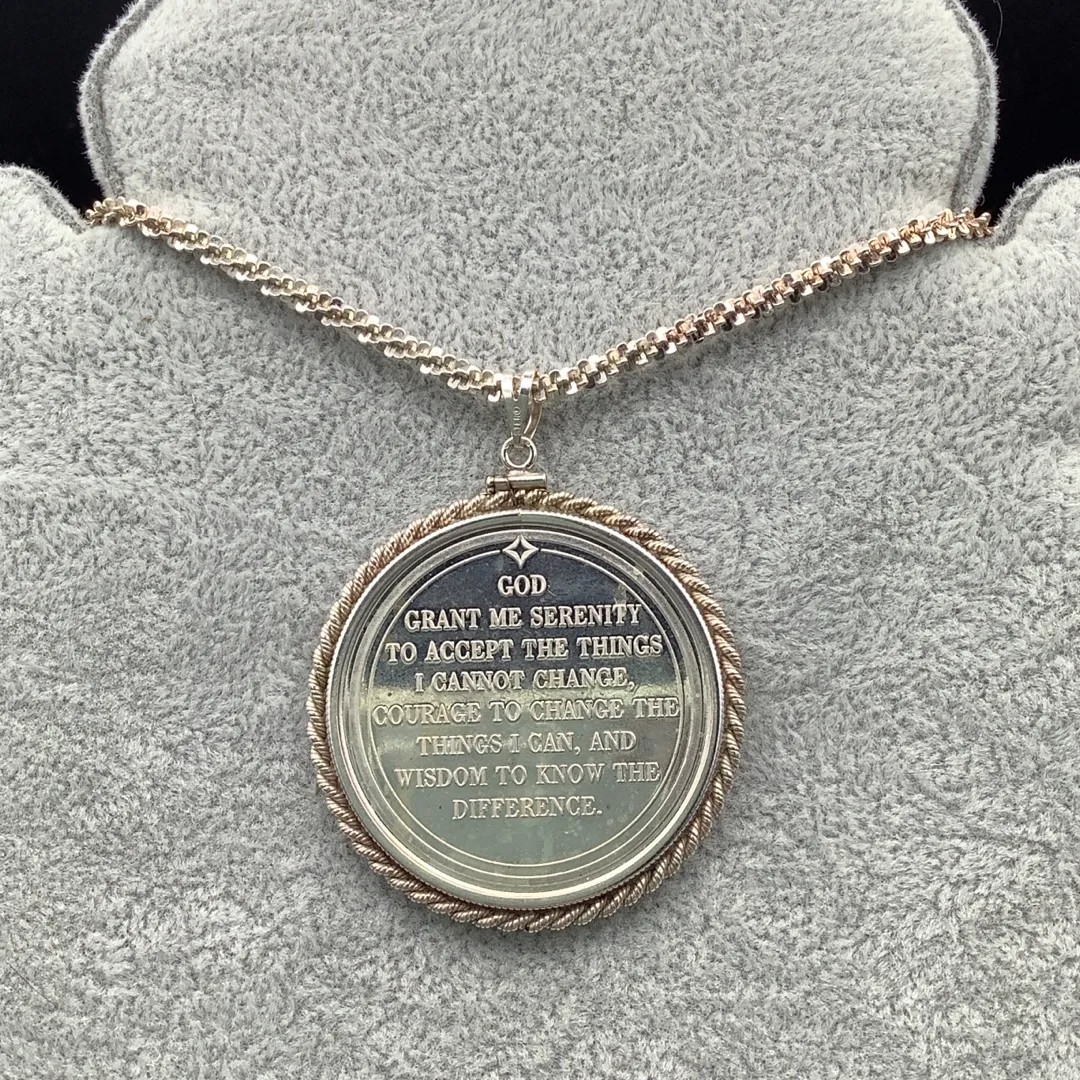 GOD
GRANT ME SERENITY
TO ACCEPT THE THINGS
I CANNOT CHANGE,
COURAGE TO CHANGE THE
THINGS I CAN, AND
WISDOM TO KNOW THE
DIFFERENCE.